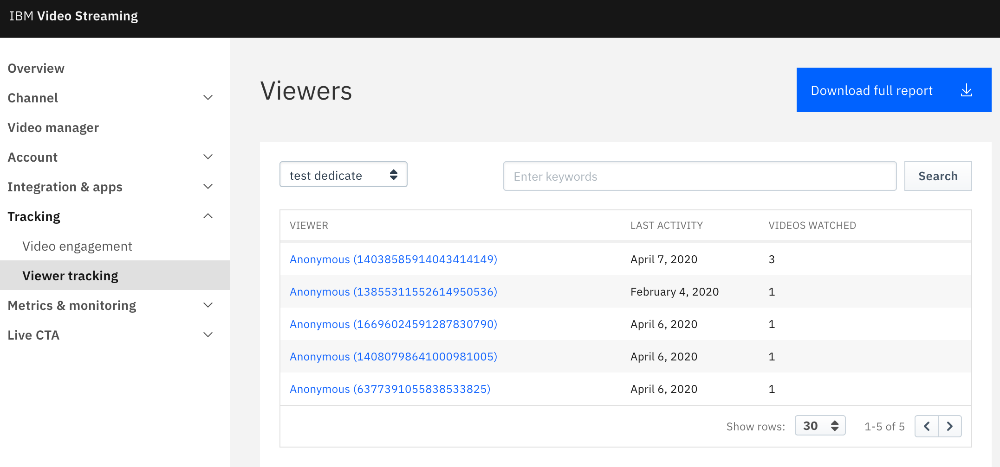 IBM Video Streaming
Overview
Channel
Video manager
Account
Integration & apps
Tracking
Video engagement
Viewer tracking
Metrics & monitoring
Live CTA
Viewers
Download full report
test dedicate
Enter keywords
Search
VIEWER LAST ACTIVITY VIDEOS WATCHED
Anonymous (14038585914043414149) April 7, 2020 3
Anonymous (13855311552614950536) February 4, 2020 1
Anonymous (16696024591287830790) April 6, 2020 1
Anonymous (14080798641000981005) April 6, 2020 1
Anonymous (6377391055838533825) April 6, 2020 1
Show rows: 30 1-5 of 5